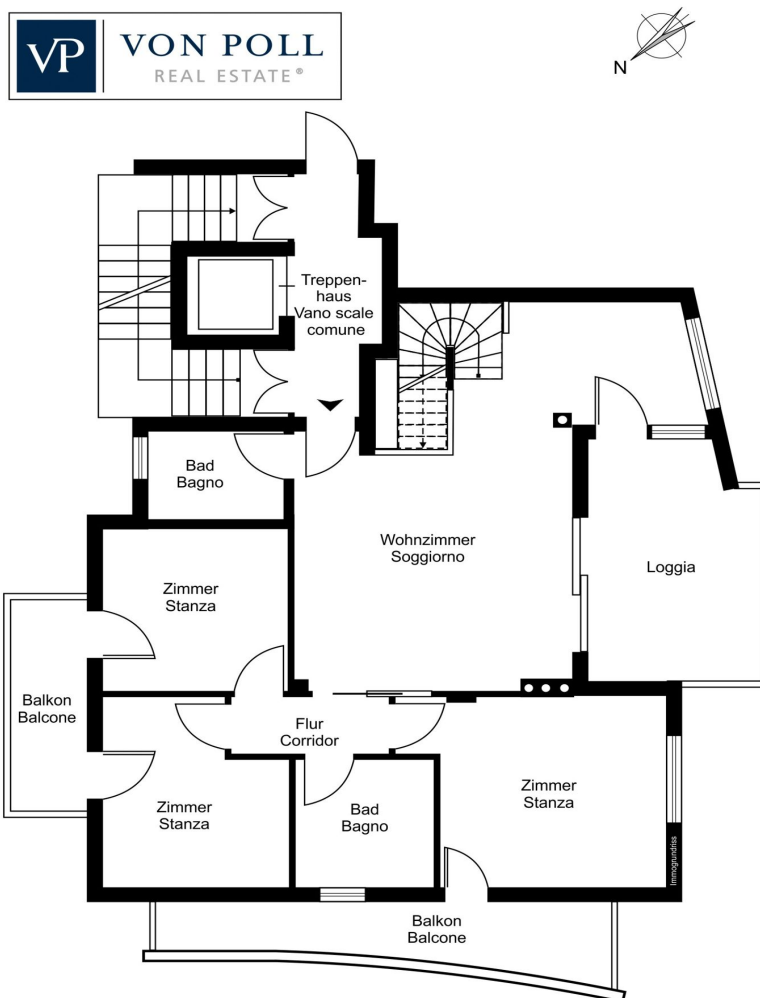 VP
VON POLL
REAL ESTATE®
N
Treppen-
haus
Vano scale
comune
Bad
Bagno
Wohnzimmer
Soggiorno
Loggia
Zimmer
Stanza
Balkon
Balcone
Flur
Corridor
Zimmer
Stanza
Bad
Bagno
Zimmer
Stanza
Immogrundriss
Balkon
Balcone